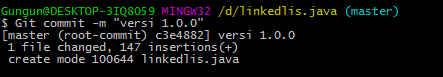 Gungun@DESKTOP-3IQ8O59 MINGW32 /d/linkedlis.java (master)
$ Git commit -m "versi 1.0.0"
[master (root-commit) c3e4882] versi 1.0.0
1 file changed, 147 insertions(+)
create mode 100644 linkedlis.java